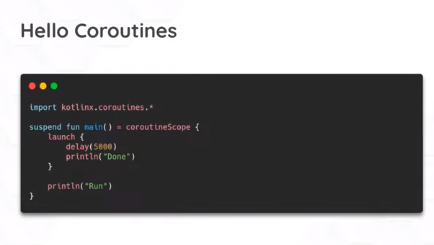 Hello Coroutines
import kotlinx.coroutines.*
suspend fun main() = coroutineScope {
launch {
delay(5000)
println("Done")
}
println("Run")
}